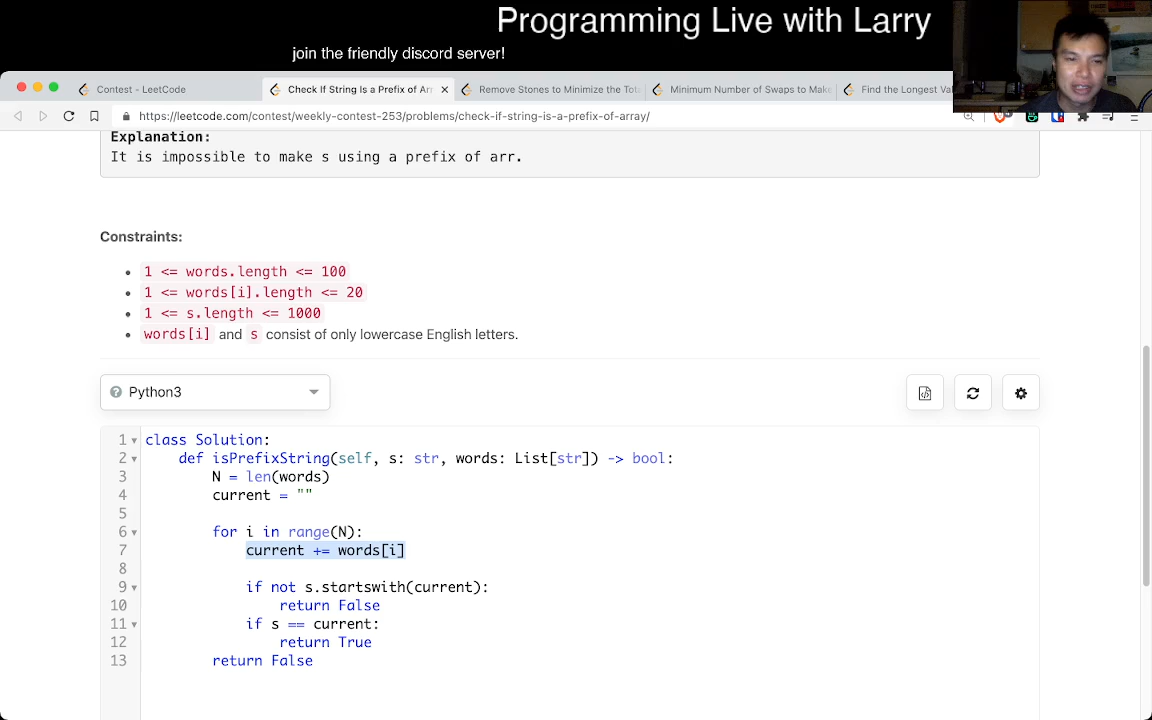 Programming Live with Larry
join the friendly discord server!
Contest - LeetCode
Check If String Is a Prefix of Arr
Remove Stones to Minimize the Tota
Minimum Number of Swaps to Make
Find the Longest Va
https://leetcode.com/contest/weekly-contest-253/problems/check-if-string-is-a-prefix-of-array/
Explanation:
It is impossible to make s using a prefix of arr.
Constraints:
1 <= words.length <= 100
1 <= words[i].length <= 20
1 <= s.length <= 1000
words[i] and s consist of only lowercase English letters.
Python3
1 class Solution:
2 def isPrefixString(self, s: str, words: List[str]) -> bool:
3 N = len(words)
4 current = ""
5
6 for i in range(N):
7 current += words[i]
8
9 if not s.startswith(current):
10 return False
11 if s == current:
12 return True
13 return False